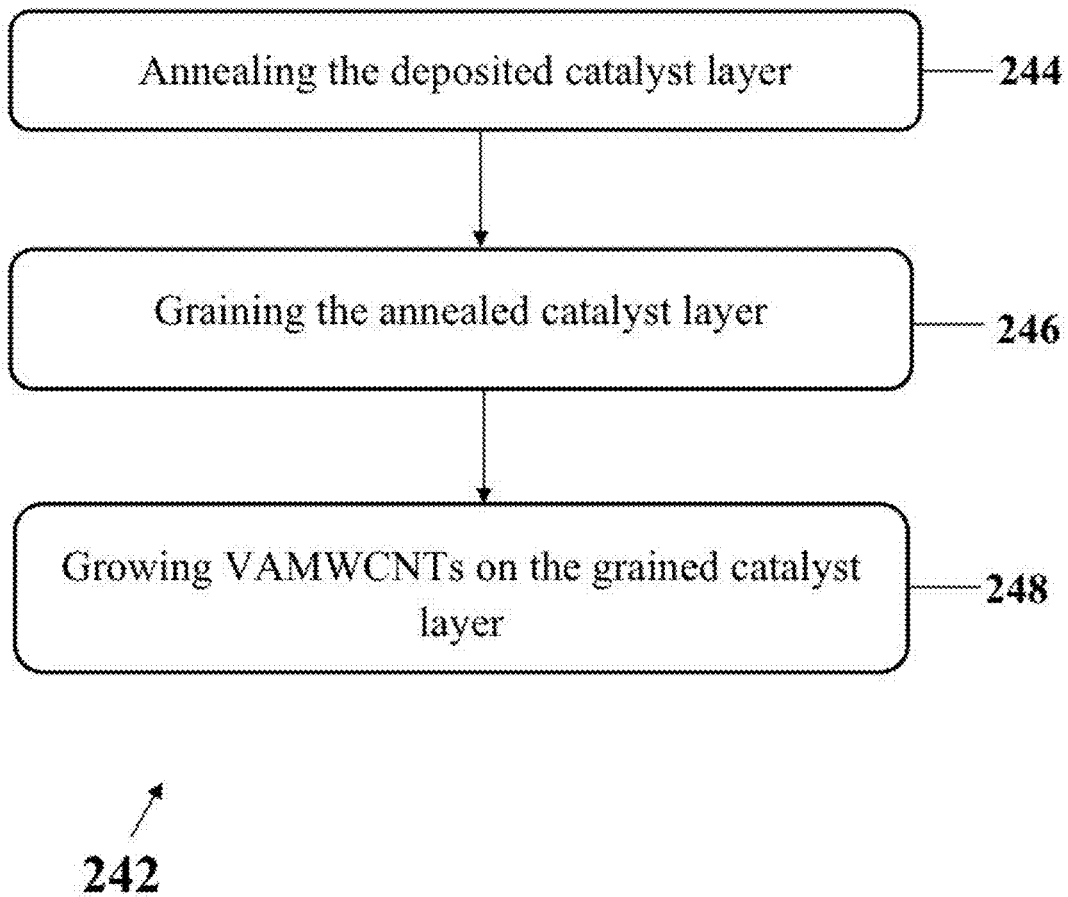 Annealing the deposited catalyst layer
244
Graining the annealed catalyst layer
246
Growing VAMWCNTs on the grained catalyst
layer
248
242